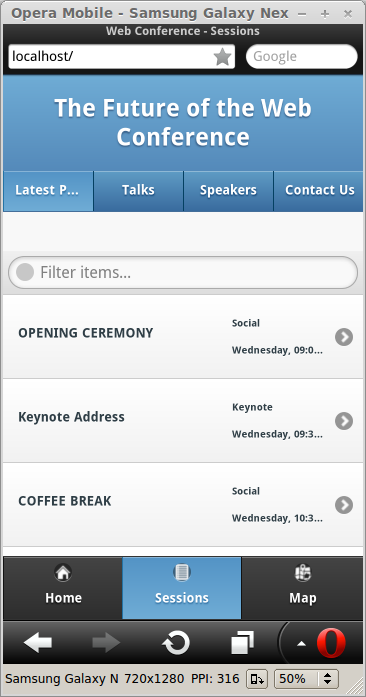 Opera Mobile - Samsung Galaxy Nex
Web Conference - Sessions
localhost/
Google
The Future of the Web
Conference
Latest P...
Talks
Speakers
Contact Us
Filter items...
OPENING CEREMONY
Social
Wednesday, 09:0...
Keynote Address
Keynote
Wednesday, 09:3...
COFFEE BREAK
Social
Wednesday, 10:3...
Home
Sessions
Map
Samsung Galaxy N 720x1280 PPI: 316
50%